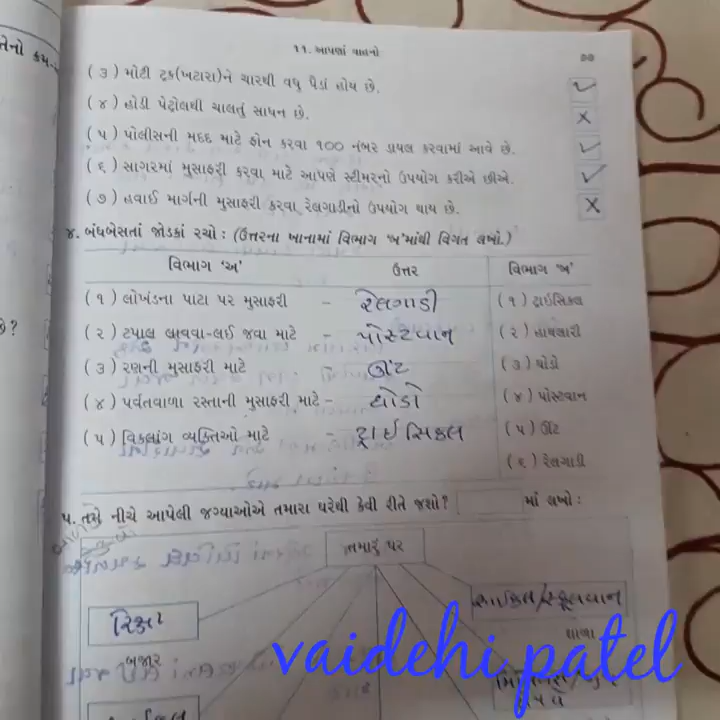 ૧૧. આપણાં વાહનો
(૩) મોટી ટ્રક(ખટારા)ને ચારથી વધુ પૈડાં હોય છે. ✓
(૪) હોડી પેટ્રોલથી ચાલતું સાધન છે. ×
(૫) પોલીસની મદદ માટે ફોન કરવા ૧૦૦ નંબર ડાયલ કરવામાં આવે છે. ✓
(૬) સાગરમાં મુસાફરી કરવા માટે આપણે સ્ટીમરનો ઉપયોગ કરીએ છીએ. ✓
(૭) હવાઈ માર્ગની મુસાફરી કરવા રેલગાડીનો ઉપયોગ થાય છે. ×
૪. બંધબેસતાં જોડકાં રચો : (ઉત્તરના ખાનામાં વિભાગ 'બ'માંથી વિગત લખો.)
વિભાગ 'અ' ઉત્તર વિભાગ 'બ'
(૧) લોખંડના પાટા પર મુસાફરી - રેલગાડી (૧) ટ્રાઈસિકલ
(૨) ટપાલ લાવવા-લઈ જવા માટે - પોસ્ટવાન (૨) હાથલારી
(૩) રણની મુસાફરી માટે - ઊંટ (૩) ઘોડો
(૪) પર્વતવાળા રસ્તાની મુસાફરી માટે - ઘોડો (૪) પોસ્ટવાન
(૫) વિકલાંગ વ્યક્તિઓ માટે - ટ્રાઈસિકલ (૫) ઊંટ
(૬) રેલગાડી
૫. તમે નીચે આપેલી જગ્યાઓએ તમારા ઘરેથી કેવી રીતે જશો? માં લખો :
તમારું ઘર
સાઈકલ/સ્કૂલવાન
રિક્ષા
શાળા
બજાર
vaidehi patel